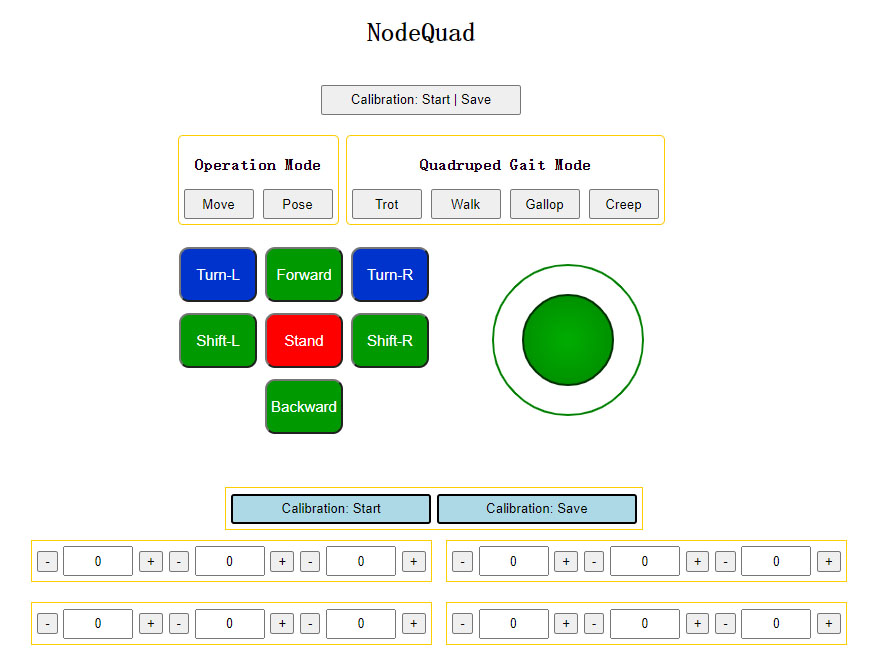 NodeQuad
Calibration: Start | Save
Operation Mode Quadruped Gait Mode
Move Pose Trot Walk Gallop Creep
Turn-L Forward Turn-R
Shift-L Stand Shift-R
Backward
Calibration: Start Calibration: Save
- 0 + - 0 + - 0 + - 0 + - 0 + - 0 +
- 0 + - 0 + - 0 + - 0 + - 0 + - 0 +